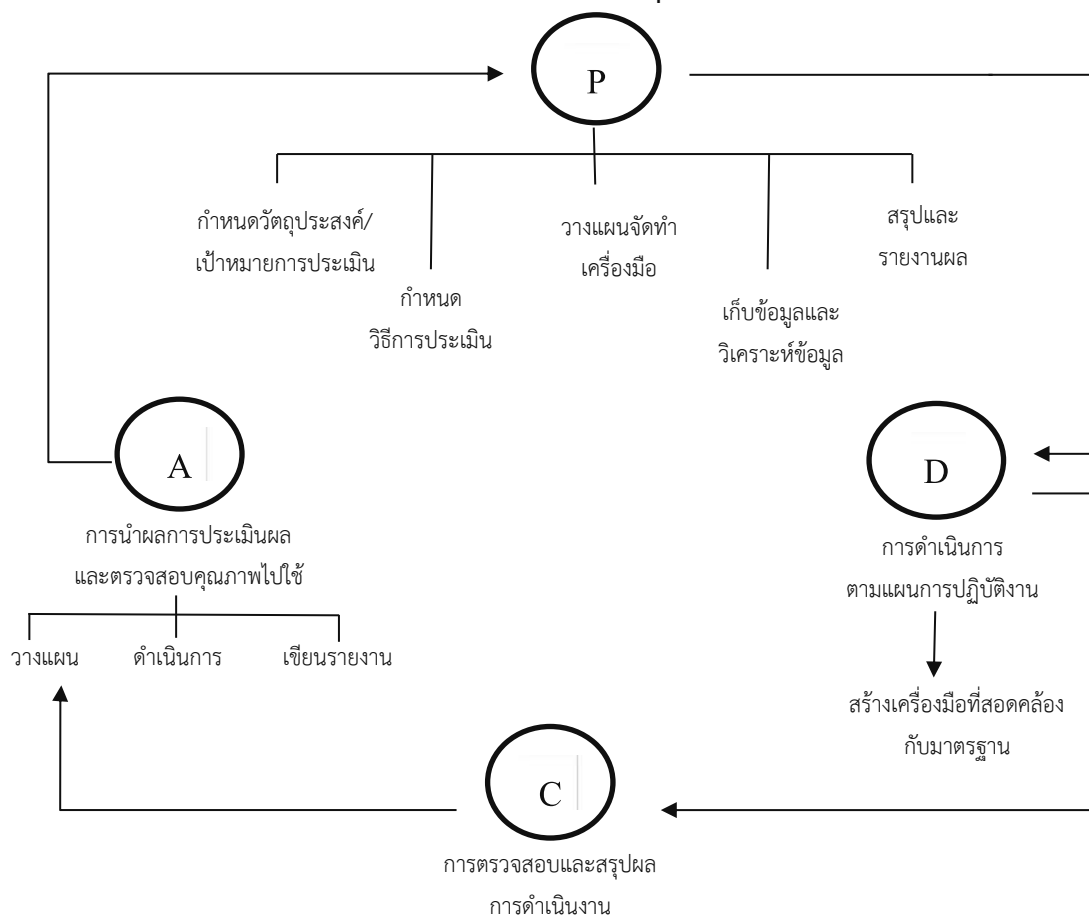 P
กำหนดวัตถุประสงค์/
เป้าหมายการประเมิน
กำหนด
วิธีการประเมิน
วางแผนจัดทำ
เครื่องมือ
เก็บข้อมูลและ
วิเคราะห์ข้อมูล
สรุปและ
รายงานผล
A
การนำผลการประเมินผล
และตรวจสอบคุณภาพไปใช้
วางแผน
ดำเนินการ
เขียนรายงาน
D
การดำเนินการ
ตามแผนการปฏิบัติงาน
สร้างเครื่องมือที่สอดคล้อง
กับมาตรฐาน
C
การตรวจสอบและสรุปผล
การดำเนินงาน